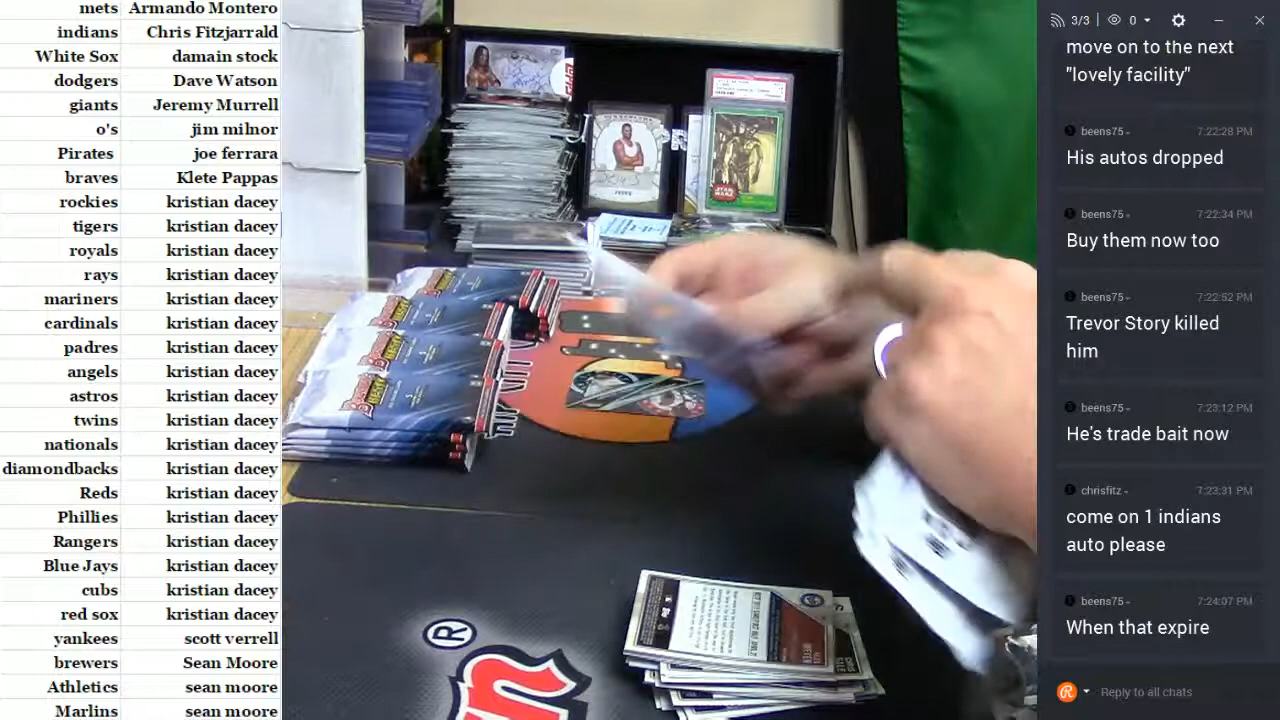 mets Armando Montero
indians Chris Fitzjarrald
White Sox damain stock
dodgers Dave Watson
giants Jeremy Murrell
o's jim milnor
Pirates joe ferrara
braves Klete Pappas
rockies kristian dacey
tigers kristian dacey
royals kristian dacey
rays kristian dacey
mariners kristian dacey
cardinals kristian dacey
padres kristian dacey
angels kristian dacey
astros kristian dacey
twins kristian dacey
nationals kristian dacey
diamondbacks kristian dacey
Reds kristian dacey
Phillies kristian dacey
Rangers kristian dacey
Blue Jays kristian dacey
cubs kristian dacey
red sox kristian dacey
yankees scott verrell
brewers Sean Moore
Athletics sean moore
Marlins sean moore
STAR WARS
®
3/3 0
move on to the next
"lovely facility"
beens75 - 7:22:28 PM
His autos dropped
beens75 - 7:22:34 PM
Buy them now too
beens75 - 7:22:52 PM
Trevor Story killed
him
beens75 - 7:23:12 PM
He's trade bait now
chrisfitz - 7:23:31 PM
come on 1 indians
auto please
beens75 - 7:24:07 PM
When that expire
Reply to all chats